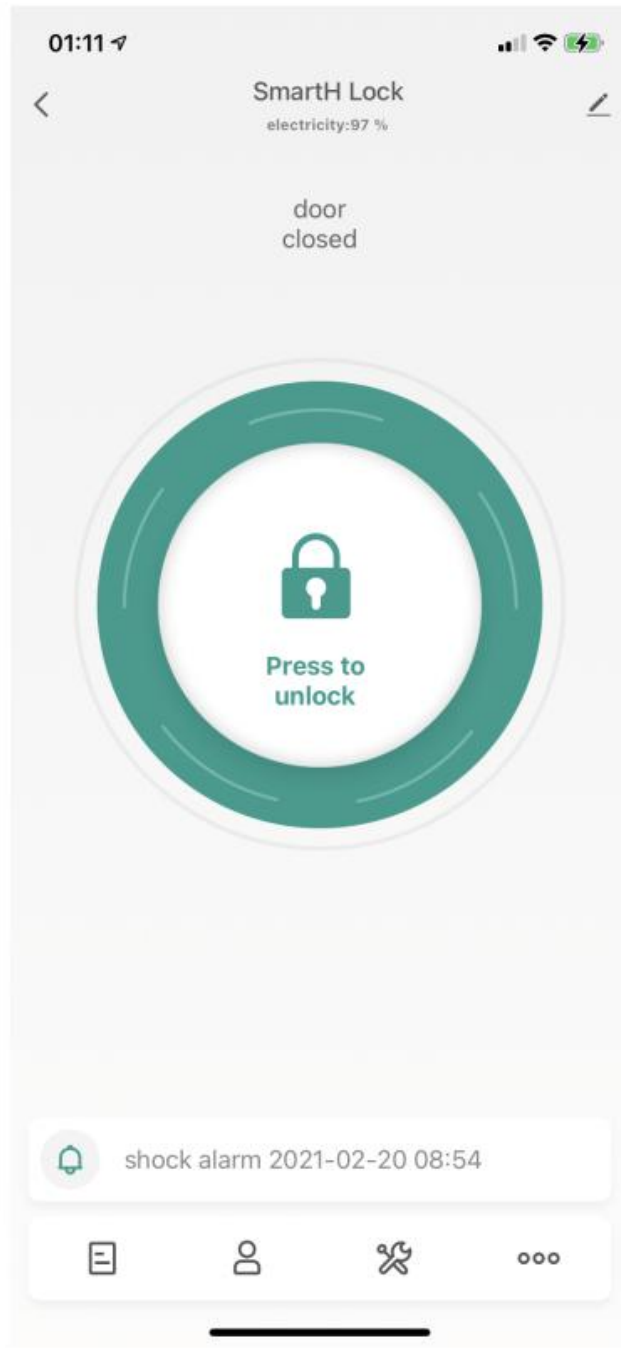 01:11
SmartH Lock
electricity:97 %
door
closed
Press to
unlock
shock alarm 2021-02-20 08:54